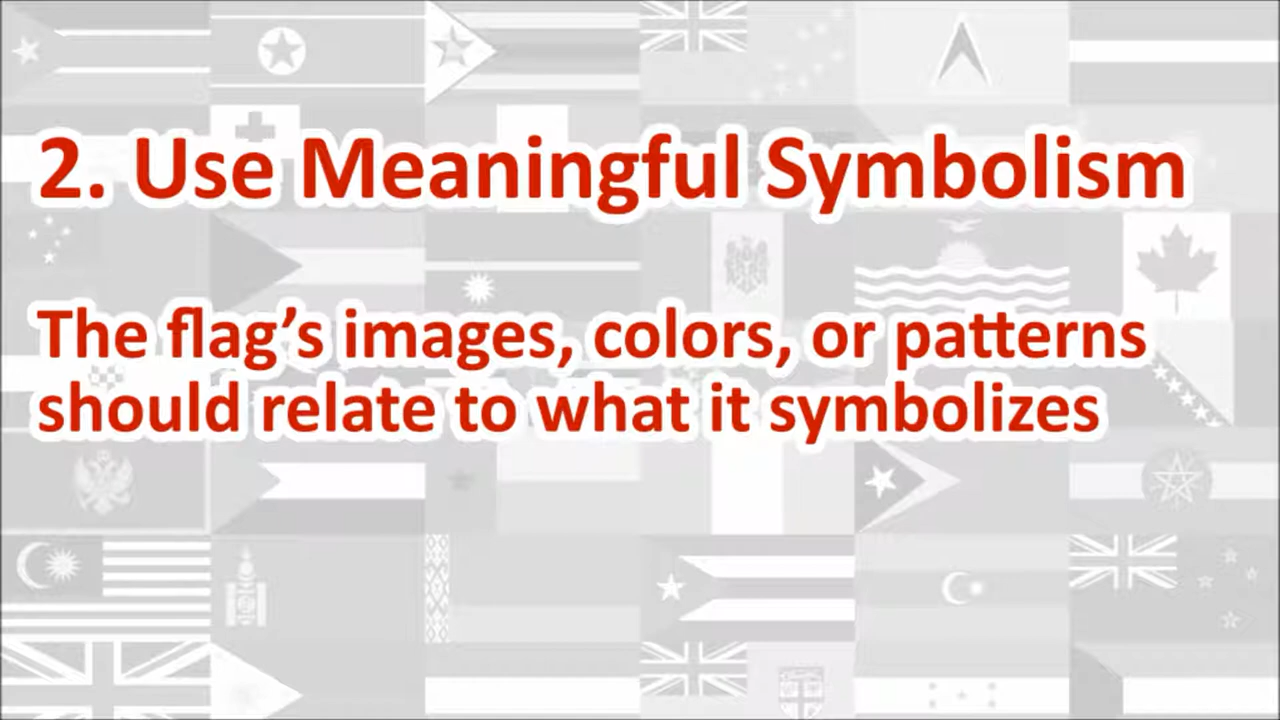 2. Use Meaningful Symbolism
The flag’s images, colors, or patterns
should relate to what it symbolizes